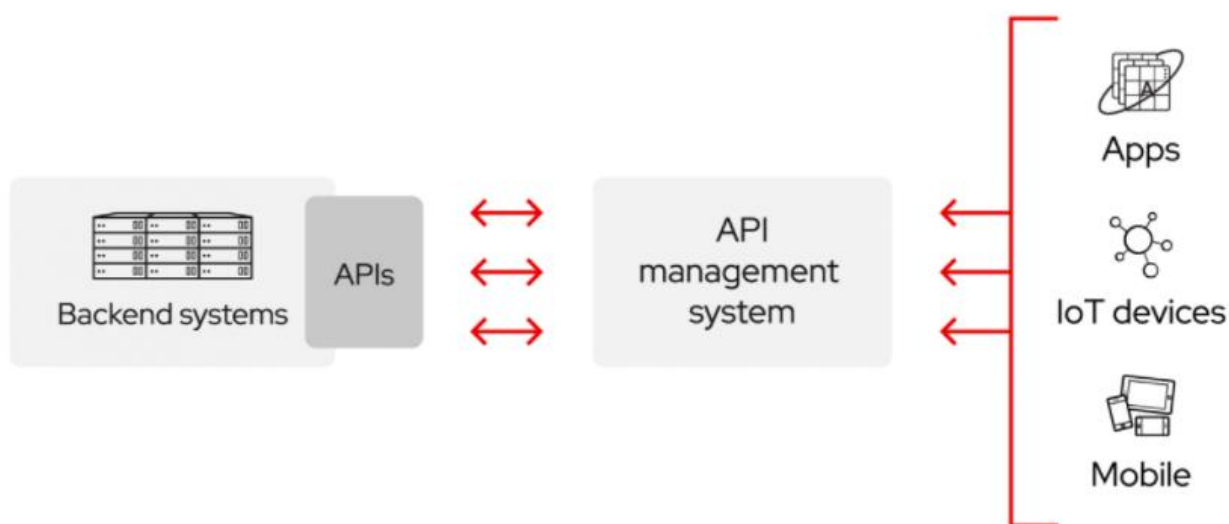 Backend systems
APIs
API
management
system
A
Apps
IoT devices
Mobile